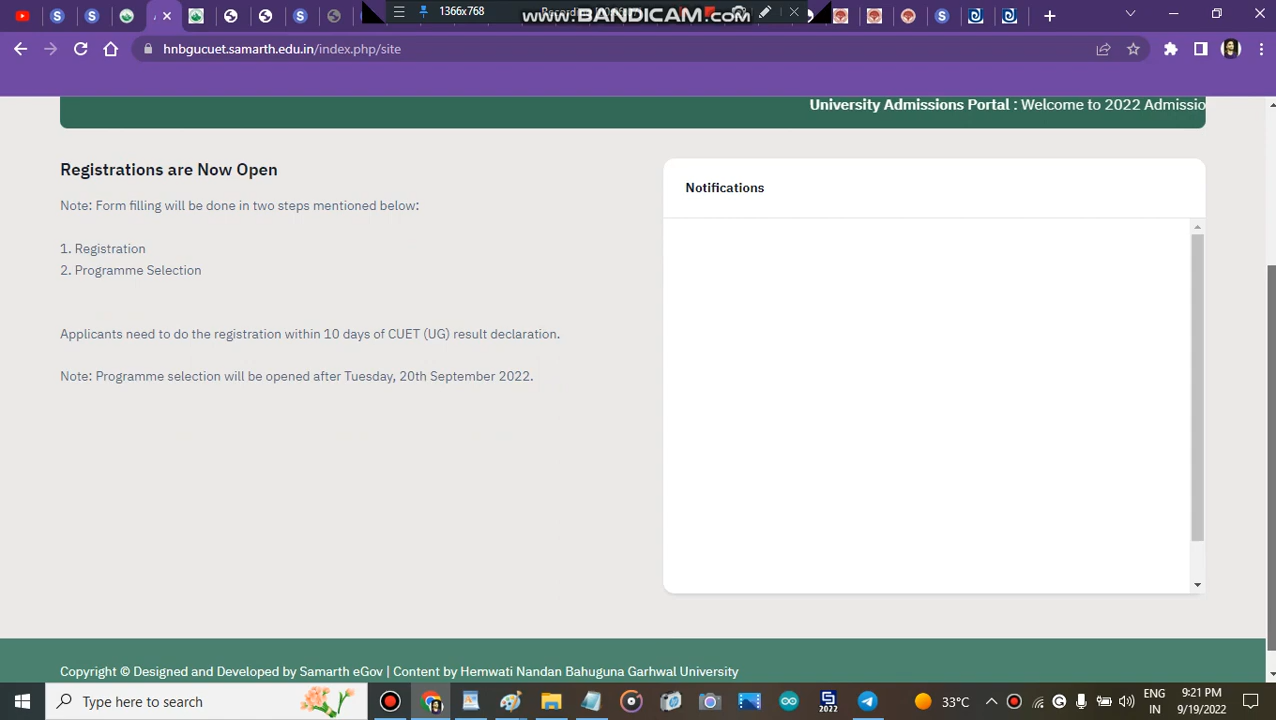 1366x768
www.BANDICAM.com
hnbgucuet.samarth.edu.in/index.php/site
University Admissions Portal : Welcome to 2022 Admissio
Registrations are Now Open
Note: Form filling will be done in two steps mentioned below:
1. Registration
2. Programme Selection
Applicants need to do the registration within 10 days of CUET (UG) result declaration.
Note: Programme selection will be opened after Tuesday, 20th September 2022.
Notifications
Copyright © Designed and Developed by Samarth eGov | Content by Hemwati Nandan Bahuguna Garhwal University
Type here to search
2022
33°C
ENG
IN
9:21 PM
9/19/2022